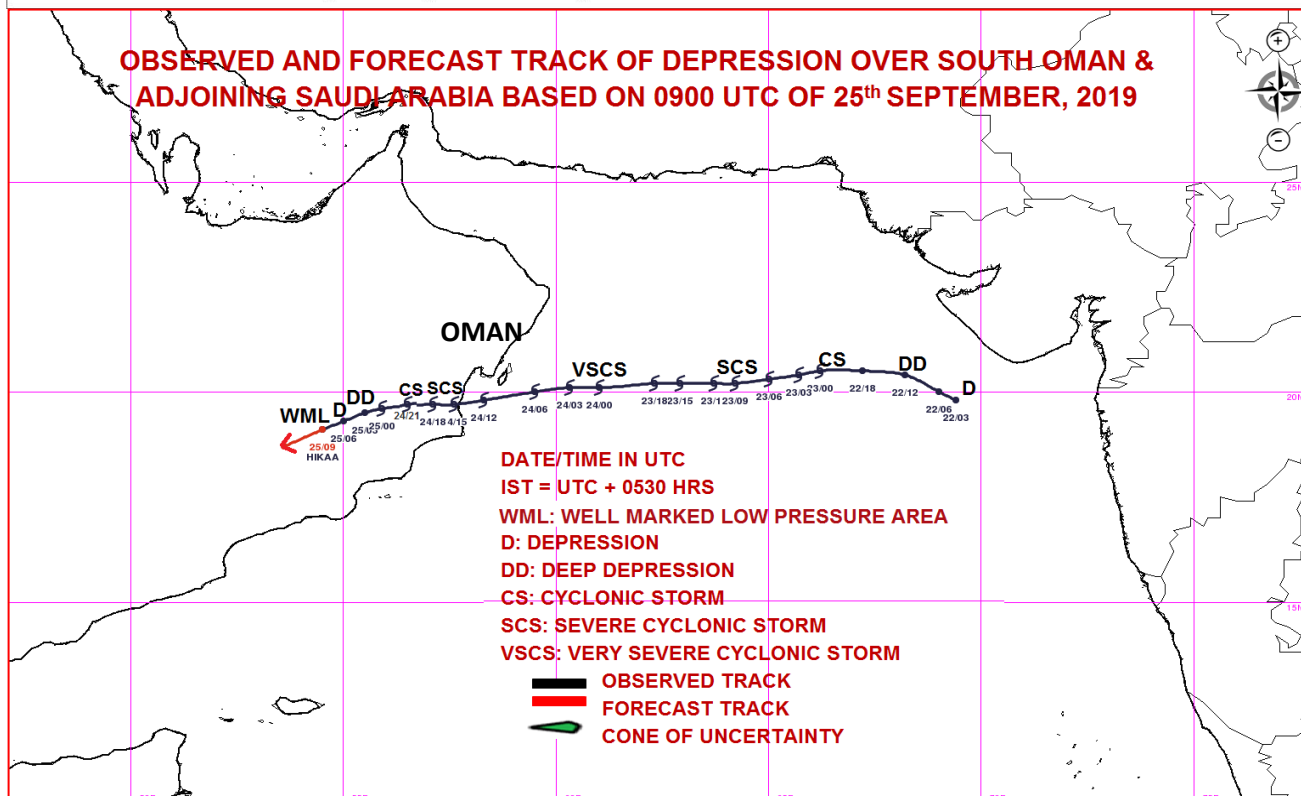 OBSERVED AND FORECAST TRACK OF DEPRESSION OVER SOUTH OMAN &
ADJOINING SAUDI ARABIA BASED ON 0900 UTC OF 25th SEPTEMBER, 2019
25N
OMAN
VSCS
SCS
CS
DD
D
CS
SCS
DD
D
WML
22/03
22/06
22/12
22/18
23/00
23/03
23/06
23/09
23/15
23/18
24/00
24/03
24/06
24/12
24/18
24/21
25/00
25/06
25/09
HIKAA
DATE/TIME IN UTC
IST = UTC + 0530 HRS
WML: WELL MARKED LOW PRESSURE AREA
D: DEPRESSION
DD: DEEP DEPRESSION
CS: CYCLONIC STORM
SCS: SEVERE CYCLONIC STORM
VSCS: VERY SEVERE CYCLONIC STORM
OBSERVED TRACK
FORECAST TRACK
CONE OF UNCERTAINTY